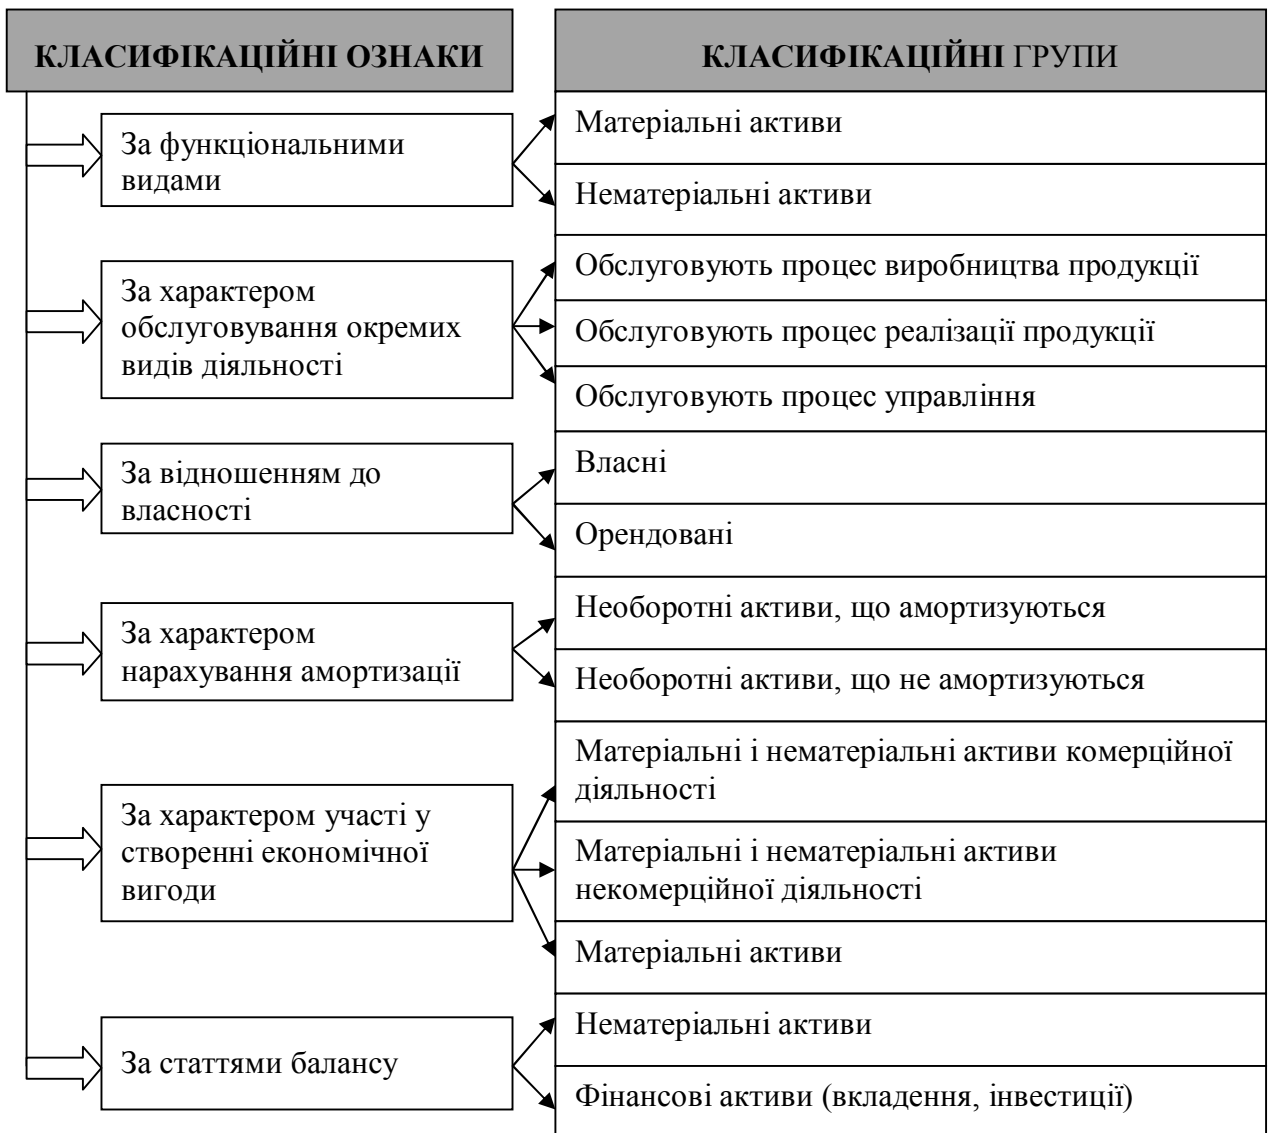 КЛАСИФІКАЦІЙНІ ОЗНАКИ
КЛАСИФІКАЦІЙНІ ГРУПИ
За функціональними
видами
Матеріальні активи
Нематеріальні активи
За характером
обслуговування окремих
видів діяльності
Обслуговують процес виробництва продукції
Обслуговують процес реалізації продукції
Обслуговують процес управління
За відношенням до
власності
Власні
Орендовані
За характером
нарахування амортизації
Необоротні активи, що амортизуються
Необоротні активи, що не амортизуються
За характером участі у
створенні економічної
вигоди
Матеріальні і нематеріальні активи комерційної
діяльності
Матеріальні і нематеріальні активи
некомерційної діяльності
Матеріальні активи
За статтями балансу
Нематеріальні активи
Фінансові активи (вкладення, інвестиції)